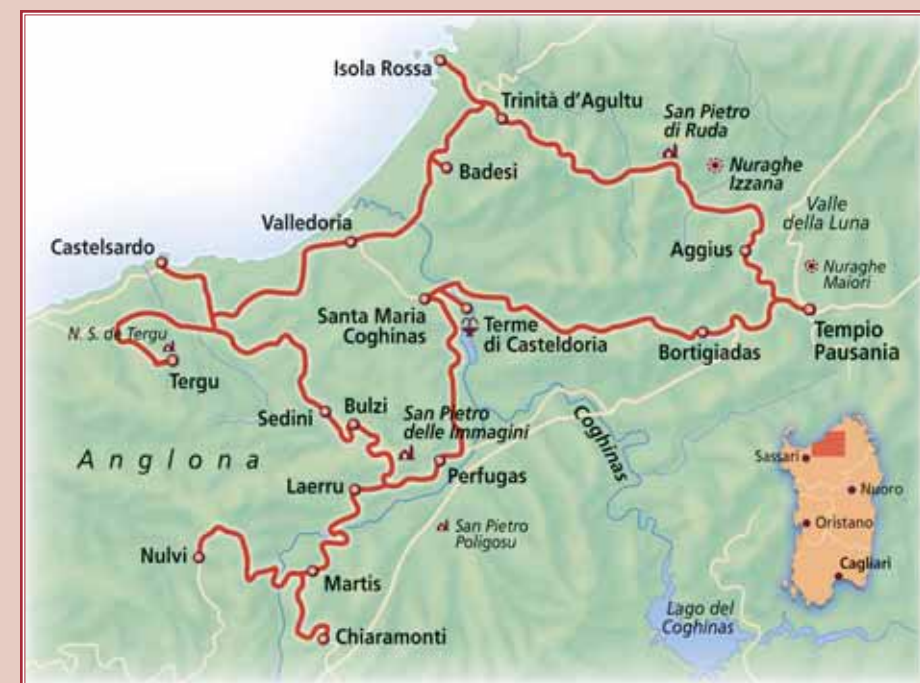 Isola Rossa
Trinità d'Agultu
San Pietro
di Ruda
Nuraghe
Izzana
Badesi
Valle
della Luna
Valledoria
Castelsardo
Aggius
Nuraghe
Maiori
Santa Maria
Coghinas
Terme
di Casteldoria
Bortigiadas
Tempio
Pausania
N. S. de Tergu
Tergu
Sedini
Bulzi
San Pietro
delle Immagini
Coghinas
Anglona
Laerru
Perfugas
San Pietro
Poligosu
Nulvi
Martis
Chiaramonti
Lago del
Coghinas
Sassari
Nuoro
Oristano
Cagliari